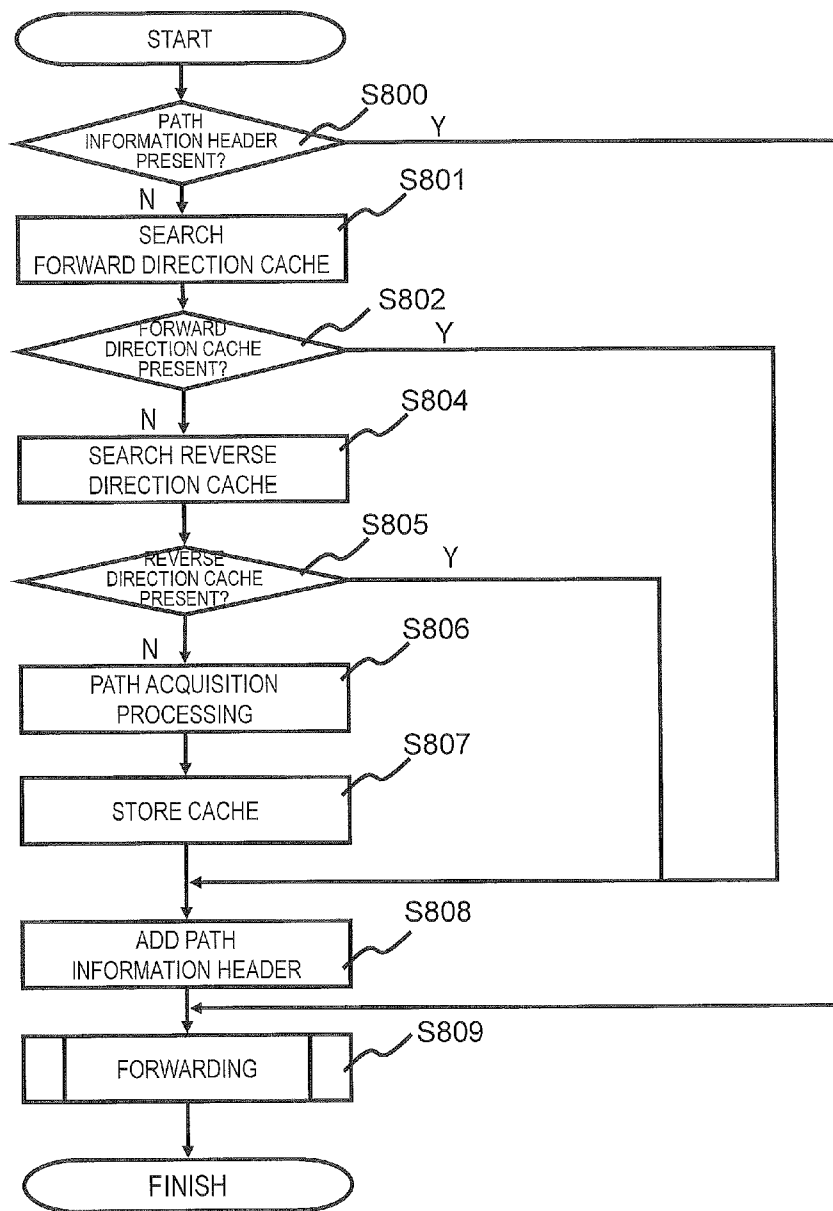 START
S800
PATH
INFORMATION HEADER
PRESENT?
Y
N
S801
SEARCH
FORWARD DIRECTION CACHE
S802
FORWARD
DIRECTION CACHE
PRESENT?
Y
N
S804
SEARCH REVERSE
DIRECTION CACHE
S805
REVERSE
DIRECTION CACHE
PRESENT?
Y
N
S806
PATH ACQUISITION
PROCESSING
S807
STORE CACHE
S808
ADD PATH
INFORMATION HEADER
S809
FORWARDING
FINISH